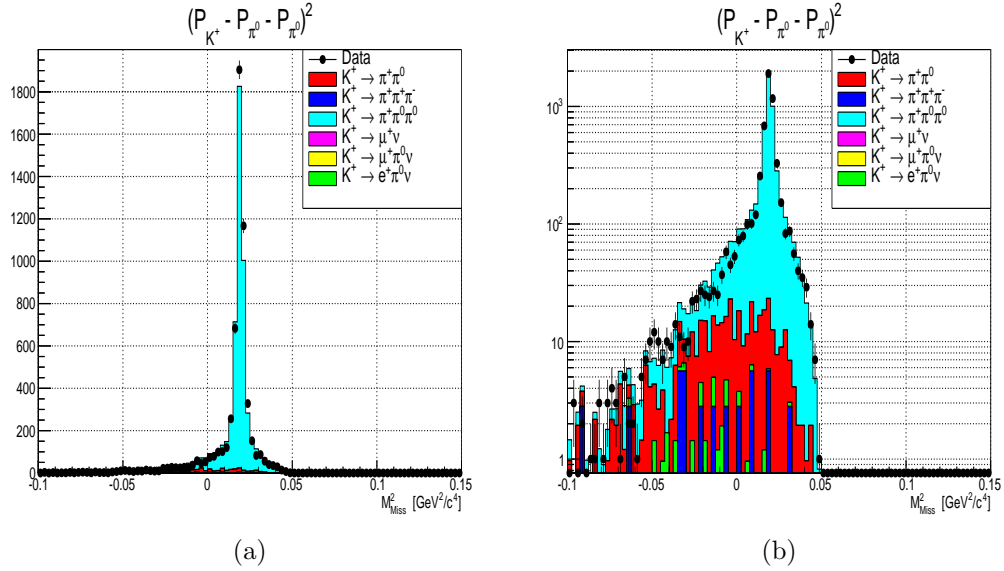 (P_{K^+} - P_{π^0} - P_{π^0})^2
Data
K^+ → π^+π^0
K^+ → π^+π^+π^-
K^+ → π^+π^0π^0
K^+ → μ^+ν
K^+ → μ^+π^0ν
K^+ → e^+π^0ν
1800
1600
1400
1200
1000
800
600
400
200
0
-0.1 -0.05 0 0.05 0.1 0.15
M^2_{Miss} [GeV^2/c^4]
(a)
(P_{K^+} - P_{π^0} - P_{π^0})^2
Data
K^+ → π^+π^0
K^+ → π^+π^+π^-
K^+ → π^+π^0π^0
K^+ → μ^+ν
K^+ → μ^+π^0ν
K^+ → e^+π^0ν
10^3
10^2
10
1
-0.1 -0.05 0 0.05 0.1 0.15
M^2_{Miss} [GeV^2/c^4]
(b)